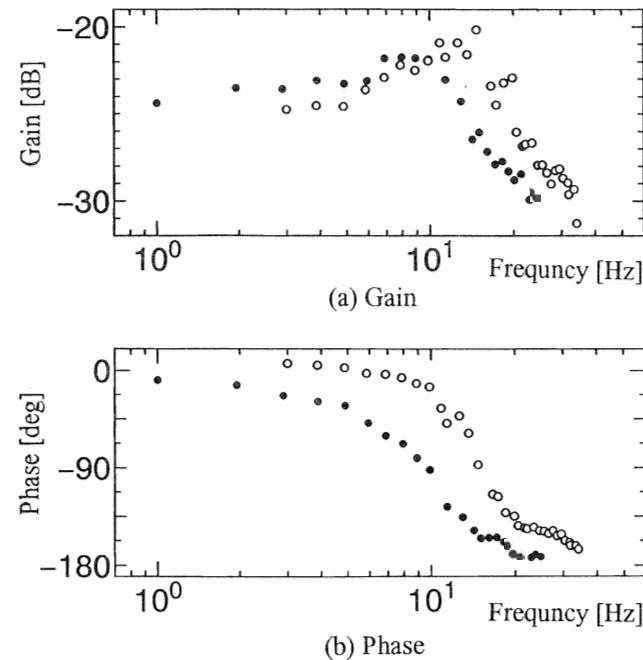 Gain [dB]
-20
-30
10^0
10^1
Frequncy [Hz]
(a) Gain
Phase [deg]
0
-90
-180
10^0
10^1
Frequncy [Hz]
(b) Phase